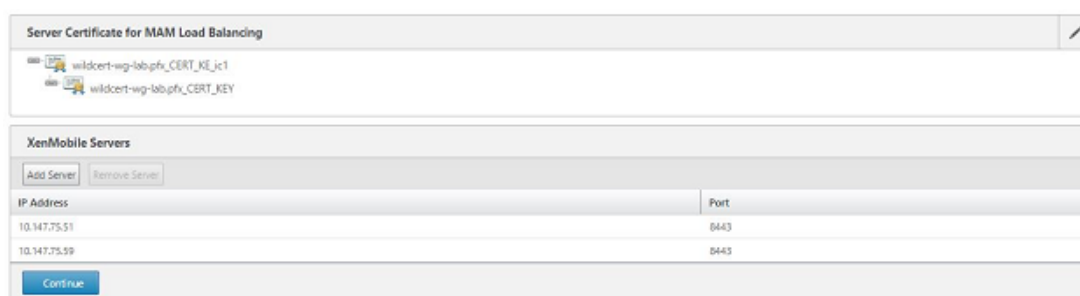 Server Certificate for MAM Load Balancing
wildcert-wg-lab.pfx_CERT_KE_ic1
wildcert-wg-lab.pfx_CERT_KEY
XenMobile Servers
Add Server Remove Server
IP Address Port
10.147.75.51 8443
10.147.75.59 8443
Continue